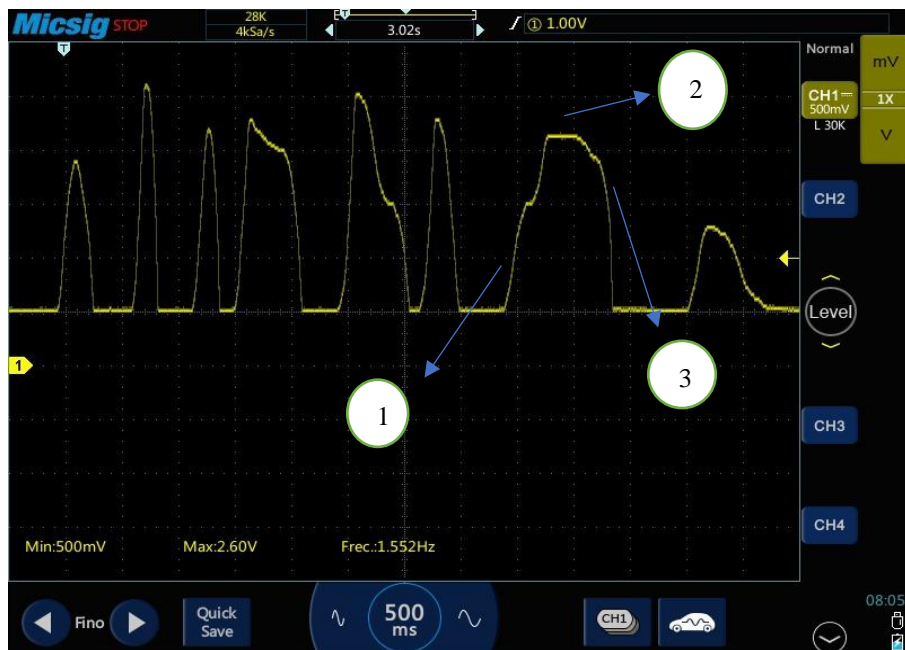 Micsig STOP
28K
4kSa/s
T
3.02s
① 1.00V
T
Normal
mV
CH1
500mV
1X
L 30K
V
2
CH2
Level
1
3
1
CH3
CH4
Min:500mV Max:2.60V Frec.:1.552Hz
08:05
Fino
Quick
Save
500
ms
CH1